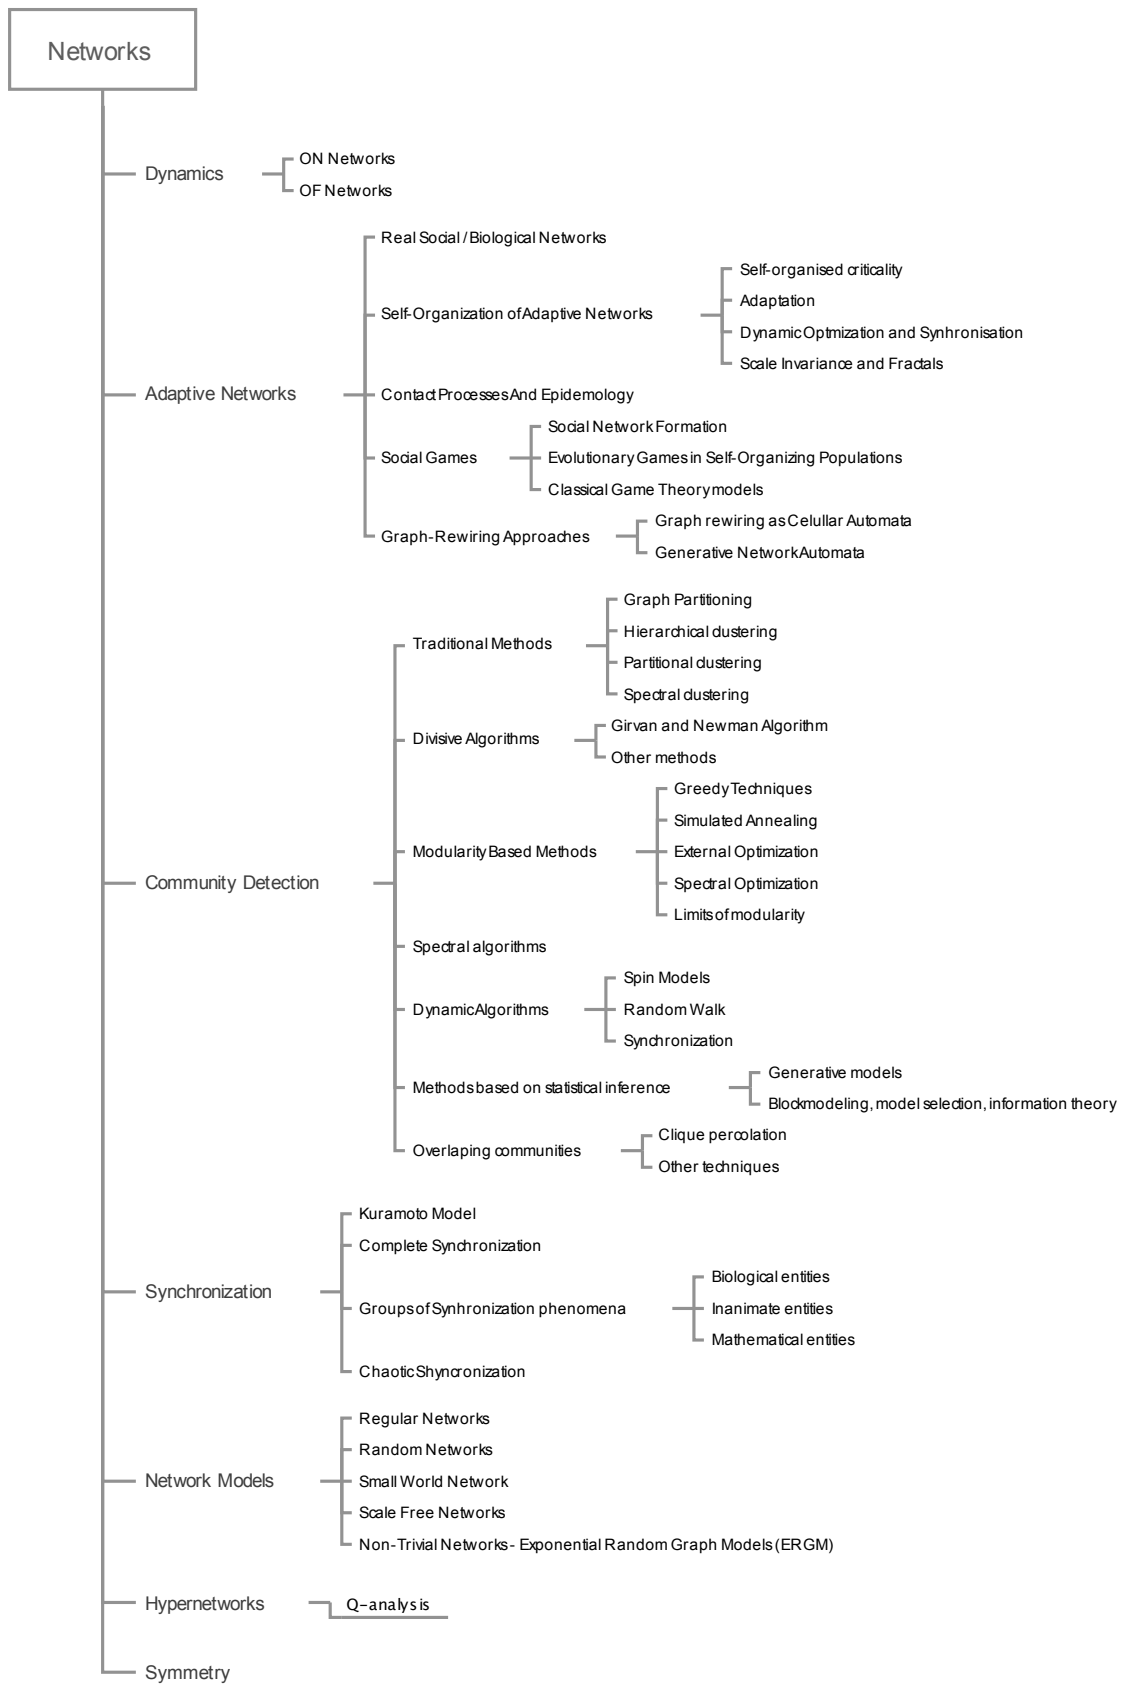 Networks
Dynamics
ON Networks
OF Networks
Adaptive Networks
Real Social / Biological Networks
Self-Organization of Adaptive Networks
Self-organised criticality
Adaptation
Dynamic Optmization and Synhronisation
Scale Invariance and Fractals
Contact Processes And Epidemology
Social Games
Social Network Formation
Evolutionary Games in Self-Organizing Populations
Classical Game Theory models
Graph-Rewiring Approaches
Graph rewiring as Celullar Automata
Generative Network Automata
Community Detection
Traditional Methods
Graph Partitioning
Hierarchical clustering
Partitional clustering
Spectral clustering
Divisive Algorithms
Girvan and Newman Algorithm
Other methods
Modularity Based Methods
Greedy Techniques
Simulated Annealing
External Optimization
Spectral Optimization
Limits of modularity
Spectral algorithms
Dynamic Algorithms
Spin Models
Random Walk
Synchronization
Methods based on statistical inference
Generative models
Blockmodeling, model selection, information theory
Overlaping communities
Clique percolation
Other techniques
Synchronization
Kuramoto Model
Complete Synchronization
Groups of Synhronization phenomena
Biological entities
Inanimate entities
Mathematical entities
Chaotic Shyncronization
Network Models
Regular Networks
Random Networks
Small World Network
Scale Free Networks
Non-Trivial Networks - Exponential Random Graph Models (ERGM)
Hypernetworks
Q-analysis
Symmetry